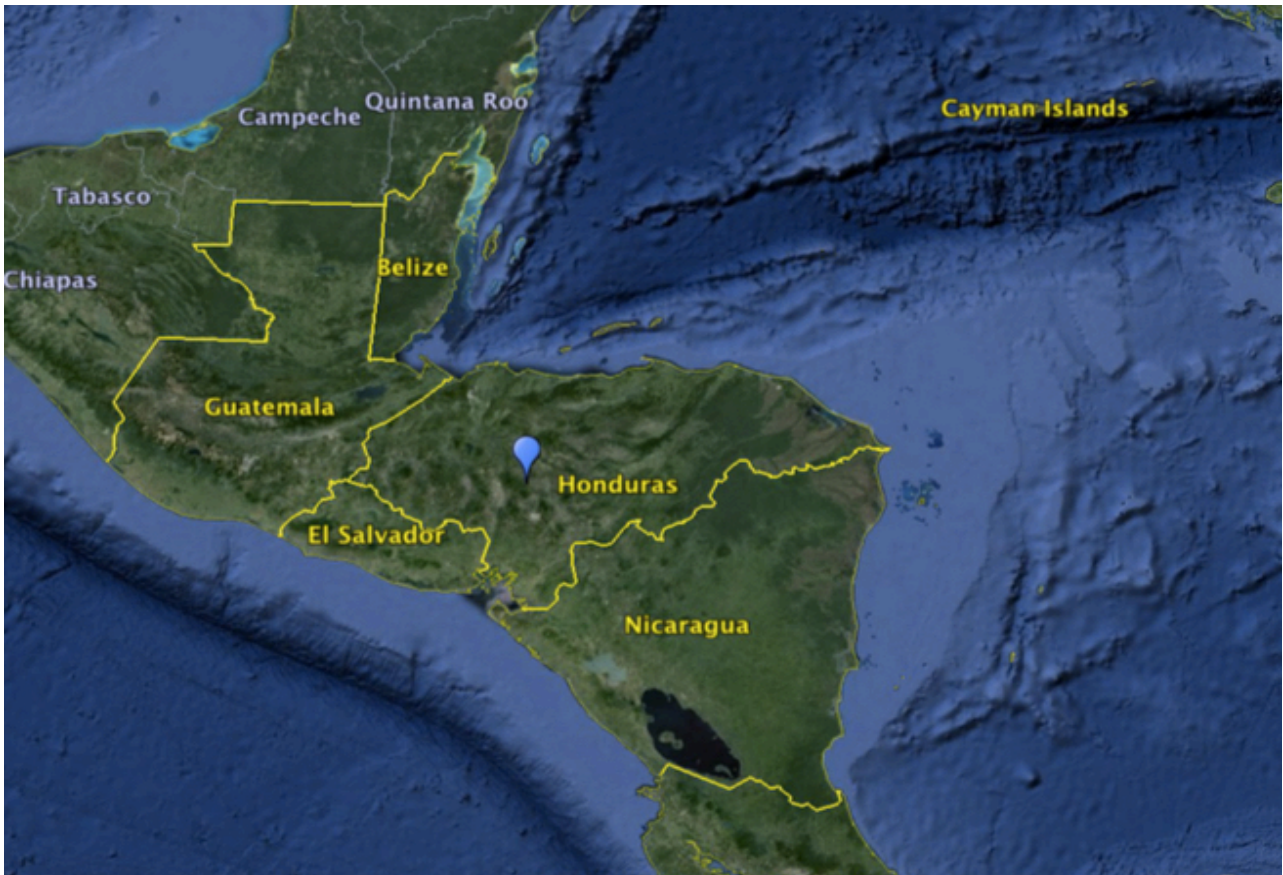 Quintana Roo
Campeche
Cayman Islands
Tabasco
Belize
Chiapas
Guatemala
Honduras
El Salvador
Nicaragua